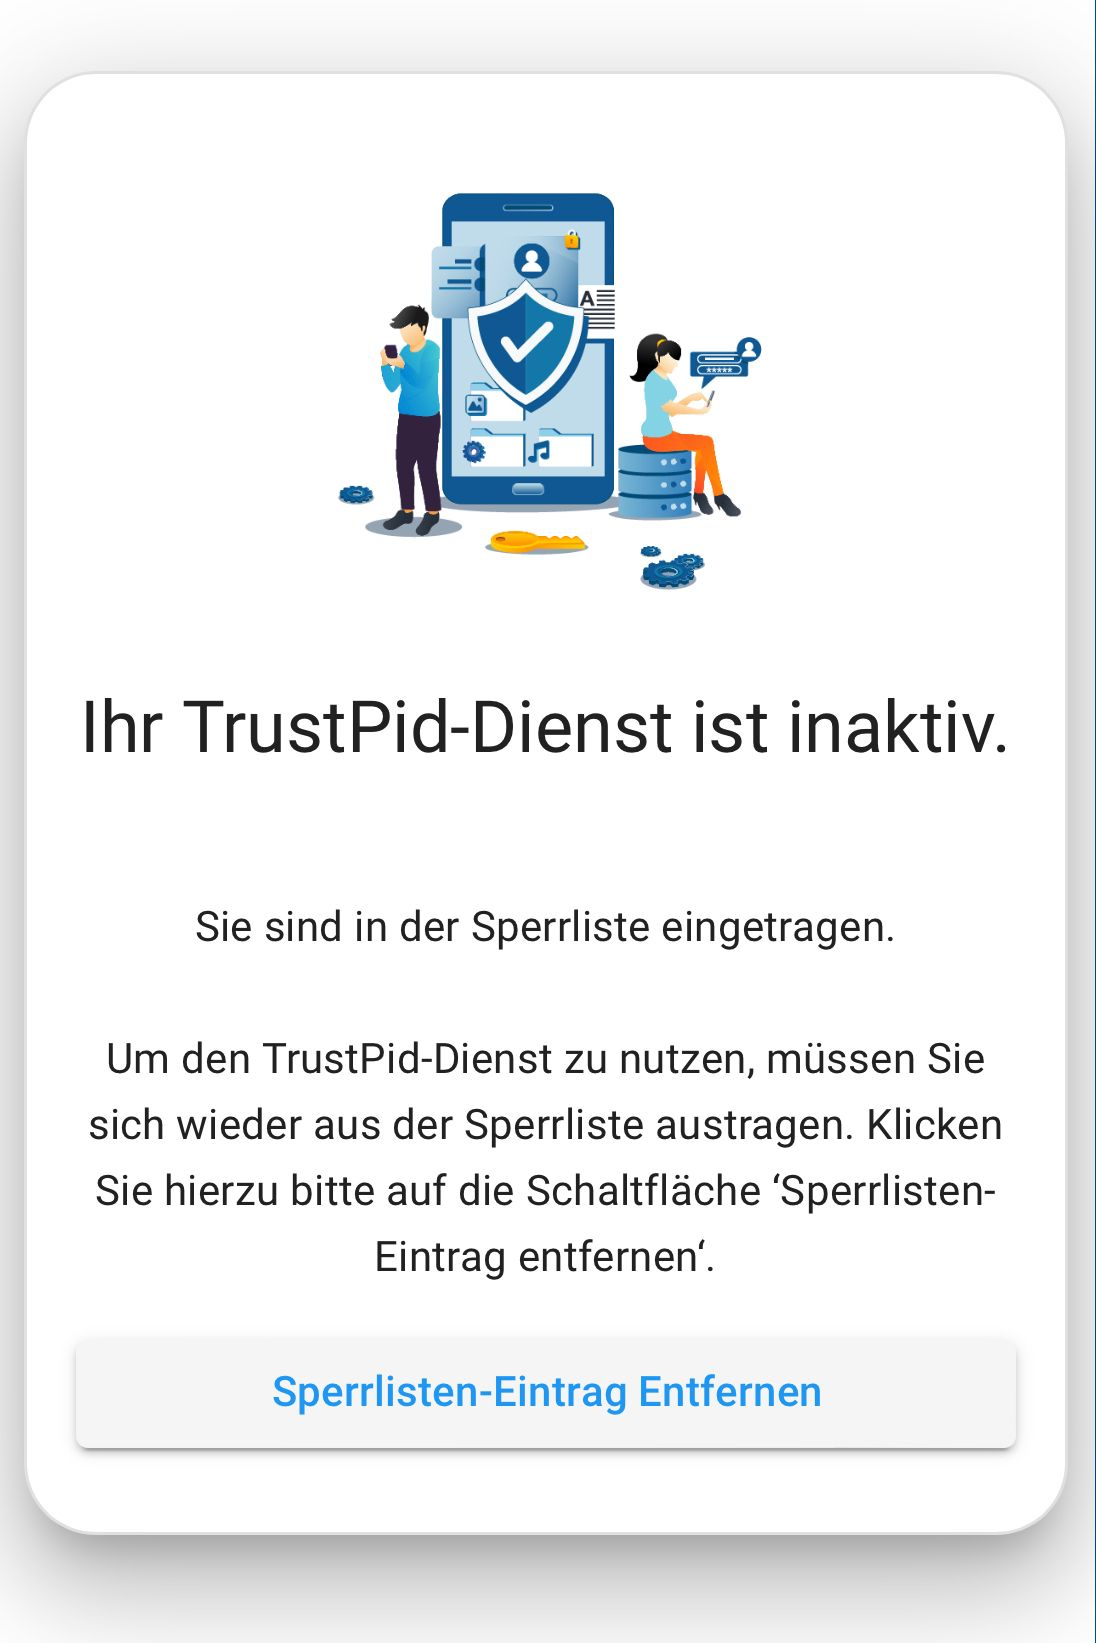 A
*****
Ihr TrustPid-Dienst ist inaktiv.
Sie sind in der Sperrliste eingetragen.
Um den TrustPid-Dienst zu nutzen, müssen Sie
sich wieder aus der Sperrliste austragen. Klicken
Sie hierzu bitte auf die Schaltfläche ‘Sperrlisten-
Eintrag entfernen‘.
Sperrlisten-Eintrag Entfernen